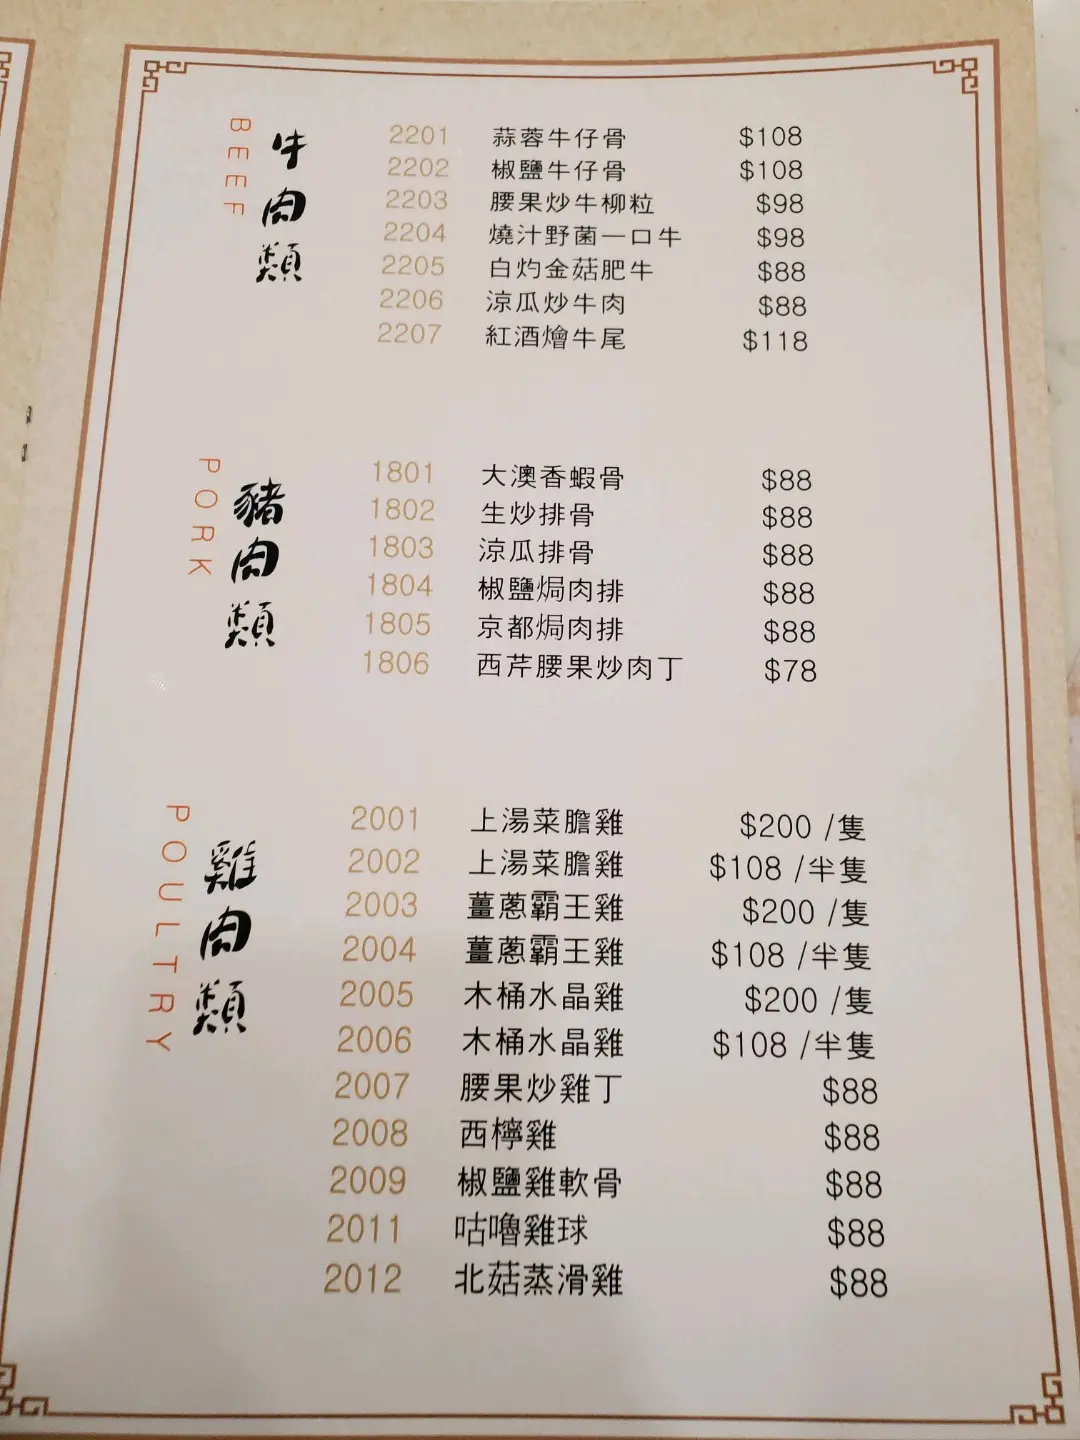 BEEF
牛肉類
2201 蒜蓉牛仔骨 $108
2202 椒鹽牛仔骨 $108
2203 腰果炒牛柳粒 $98
2204 燒汁野菌一口牛 $98
2205 白灼金菇肥牛 $88
2206 涼瓜炒牛肉 $88
2207 紅酒燴牛尾 $118
PORK
豬肉類
1801 大澳香蝦骨 $88
1802 生炒排骨 $88
1803 涼瓜排骨 $88
1804 椒鹽焗肉排 $88
1805 京都焗肉排 $88
1806 西芹腰果炒肉丁 $78
POULTRY
雞肉類
2001 上湯菜膽雞 $200 /隻
2002 上湯菜膽雞 $108 /半隻
2003 薑蔥霸王雞 $200 /隻
2004 薑蔥霸王雞 $108 /半隻
2005 木桶水晶雞 $200 /隻
2006 木桶水晶雞 $108 /半隻
2007 腰果炒雞丁 $88
2008 西檸雞 $88
2009 椒鹽雞軟骨 $88
2011 咕嚕雞球 $88
2012 北菇蒸滑雞 $88